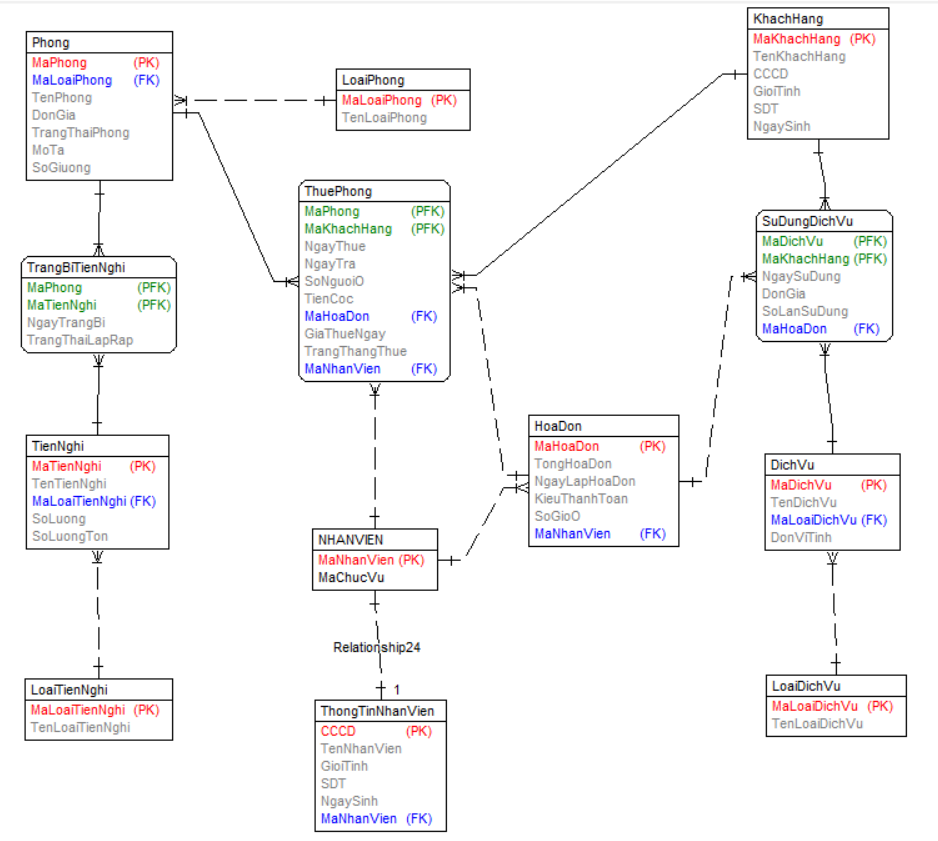 Phong
MaPhong (PK)
MaLoaiPhong (FK)
TenPhong
DonGia
TrangThaiPhong
MoTa
SoGiuong
LoaiPhong
MaLoaiPhong (PK)
TenLoaiPhong
KhachHang
MaKhachHang (PK)
TenKhachHang
CCCD
GioiTinh
SDT
NgaySinh
ThuePhong
MaPhong (PFK)
MaKhachHang (PFK)
NgayThue
NgayTra
SoNguoiO
TienCoc
MaHoaDon (FK)
GiaThueNgay
TrangThangThue
MaNhanVien (FK)
SuDungDichVu
MaDichVu (PFK)
MaKhachHang (PFK)
NgaySuDung
DonGia
SoLanSuDung
MaHoaDon (FK)
TrangBiTienNghi
MaPhong (PFK)
MaTienNghi (PFK)
NgayTrangBi
TrangThaiLapRap
TienNghi
MaTienNghi (PK)
TenTienNghi
MaLoaiTienNghi (FK)
SoLuong
SoLuongTon
HoaDon
MaHoaDon (PK)
TongHoaDon
NgayLapHoaDon
KieuThanhToan
SoGioO
MaNhanVien (FK)
DichVu
MaDichVu (PK)
TenDichVu
MaLoaiDichVu (FK)
DonViTinh
NHANVIEN
MaNhanVien (PK)
MaChucVu
Relationship24
1
LoaiTienNghi
MaLoaiTienNghi (PK)
TenLoaiTienNghi
ThongTinNhanVien
CCCD (PK)
TenNhanVien
GioiTinh
SDT
NgaySinh
MaNhanVien (FK)
LoaiDichVu
MaLoaiDichVu (PK)
TenLoaiDichVu